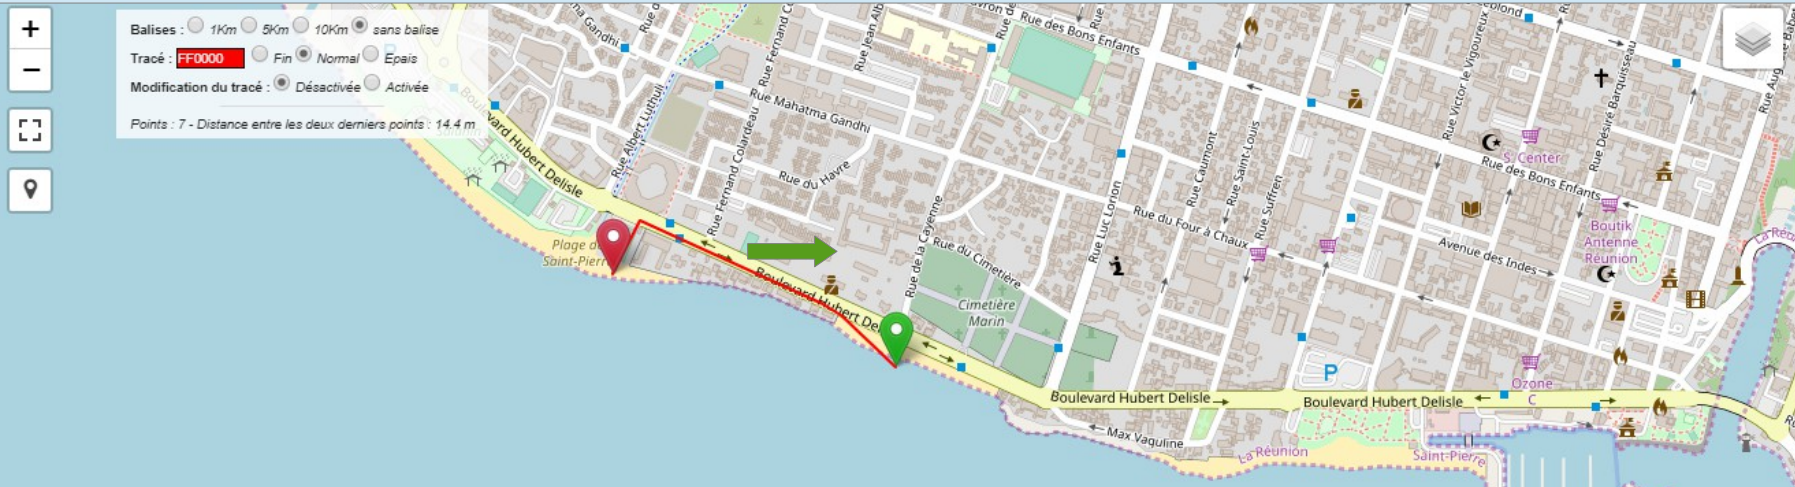 Balises : 1Km 5Km 10Km sans balise
Tracé : FF0000 Fin Normal Epais
Modification du tracé : Désactivée Activée
Points : 7 - Distance entre les deux derniers points : 14.4 m
Boulevard Hubert Delisle
Rue Albert Luthuli
Rue Mahatma Gandhi
Rue Fernand Colardeau
Rue du Havre
Rue des Bons Enfants
Plage de
Saint-Pierre
Boulevard Hubert Del
Rue de la Cayenne
Rue du Cimetière
Cimetière
Marin
Rue Luc Lorion
Rue Caumont
Rue Saint-Louis
Rue Suffren
Rue du Four à Chaux
Rue Victor le Vigoureux
Rue Désiré Barquisseau
S. Center
Rue des Bons Enfants
Boutik
Antenne
Réunion
Avenue des Indes
P
Ozone
C
Boulevard Hubert Delisle
Boulevard Hubert Delisle
Max Vaguline
La Réunion
Saint-Pierre